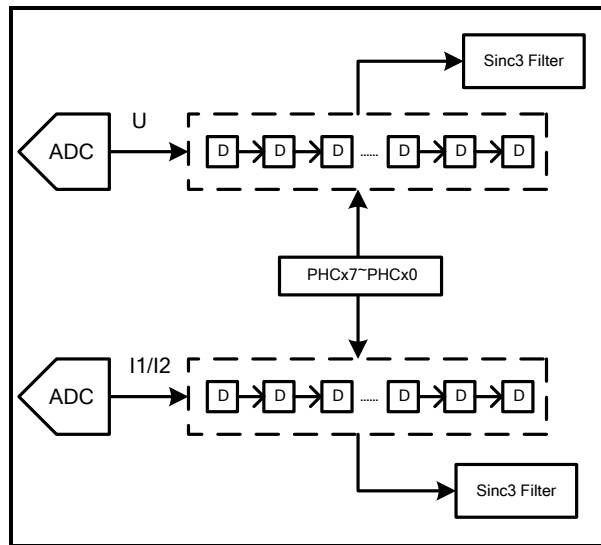 Sinc3 Filter
U
ADC
D D D ...... D D D
PHCx7~PHCx0
I1/I2
ADC
D D D ...... D D D
Sinc3 Filter